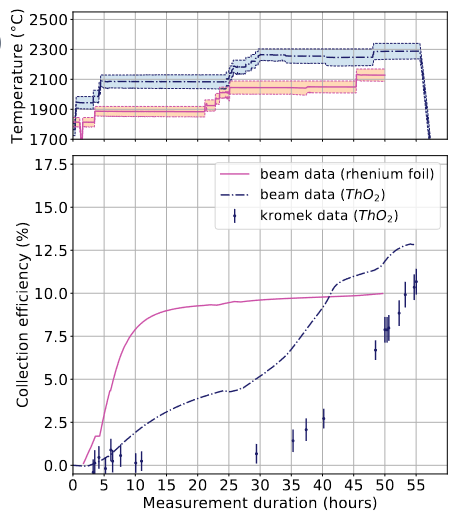 2500
2300
2100
1900
1700
Temperature (°C)
17.5
15.0
12.5
10.0
7.5
5.0
2.5
0.0
Collection efficiency (%)
beam data (rhenium foil)
beam data (ThO2)
kromek data (ThO2)
0 5 10 15 20 25 30 35 40 45 50 55 60
Measurement duration (hours)